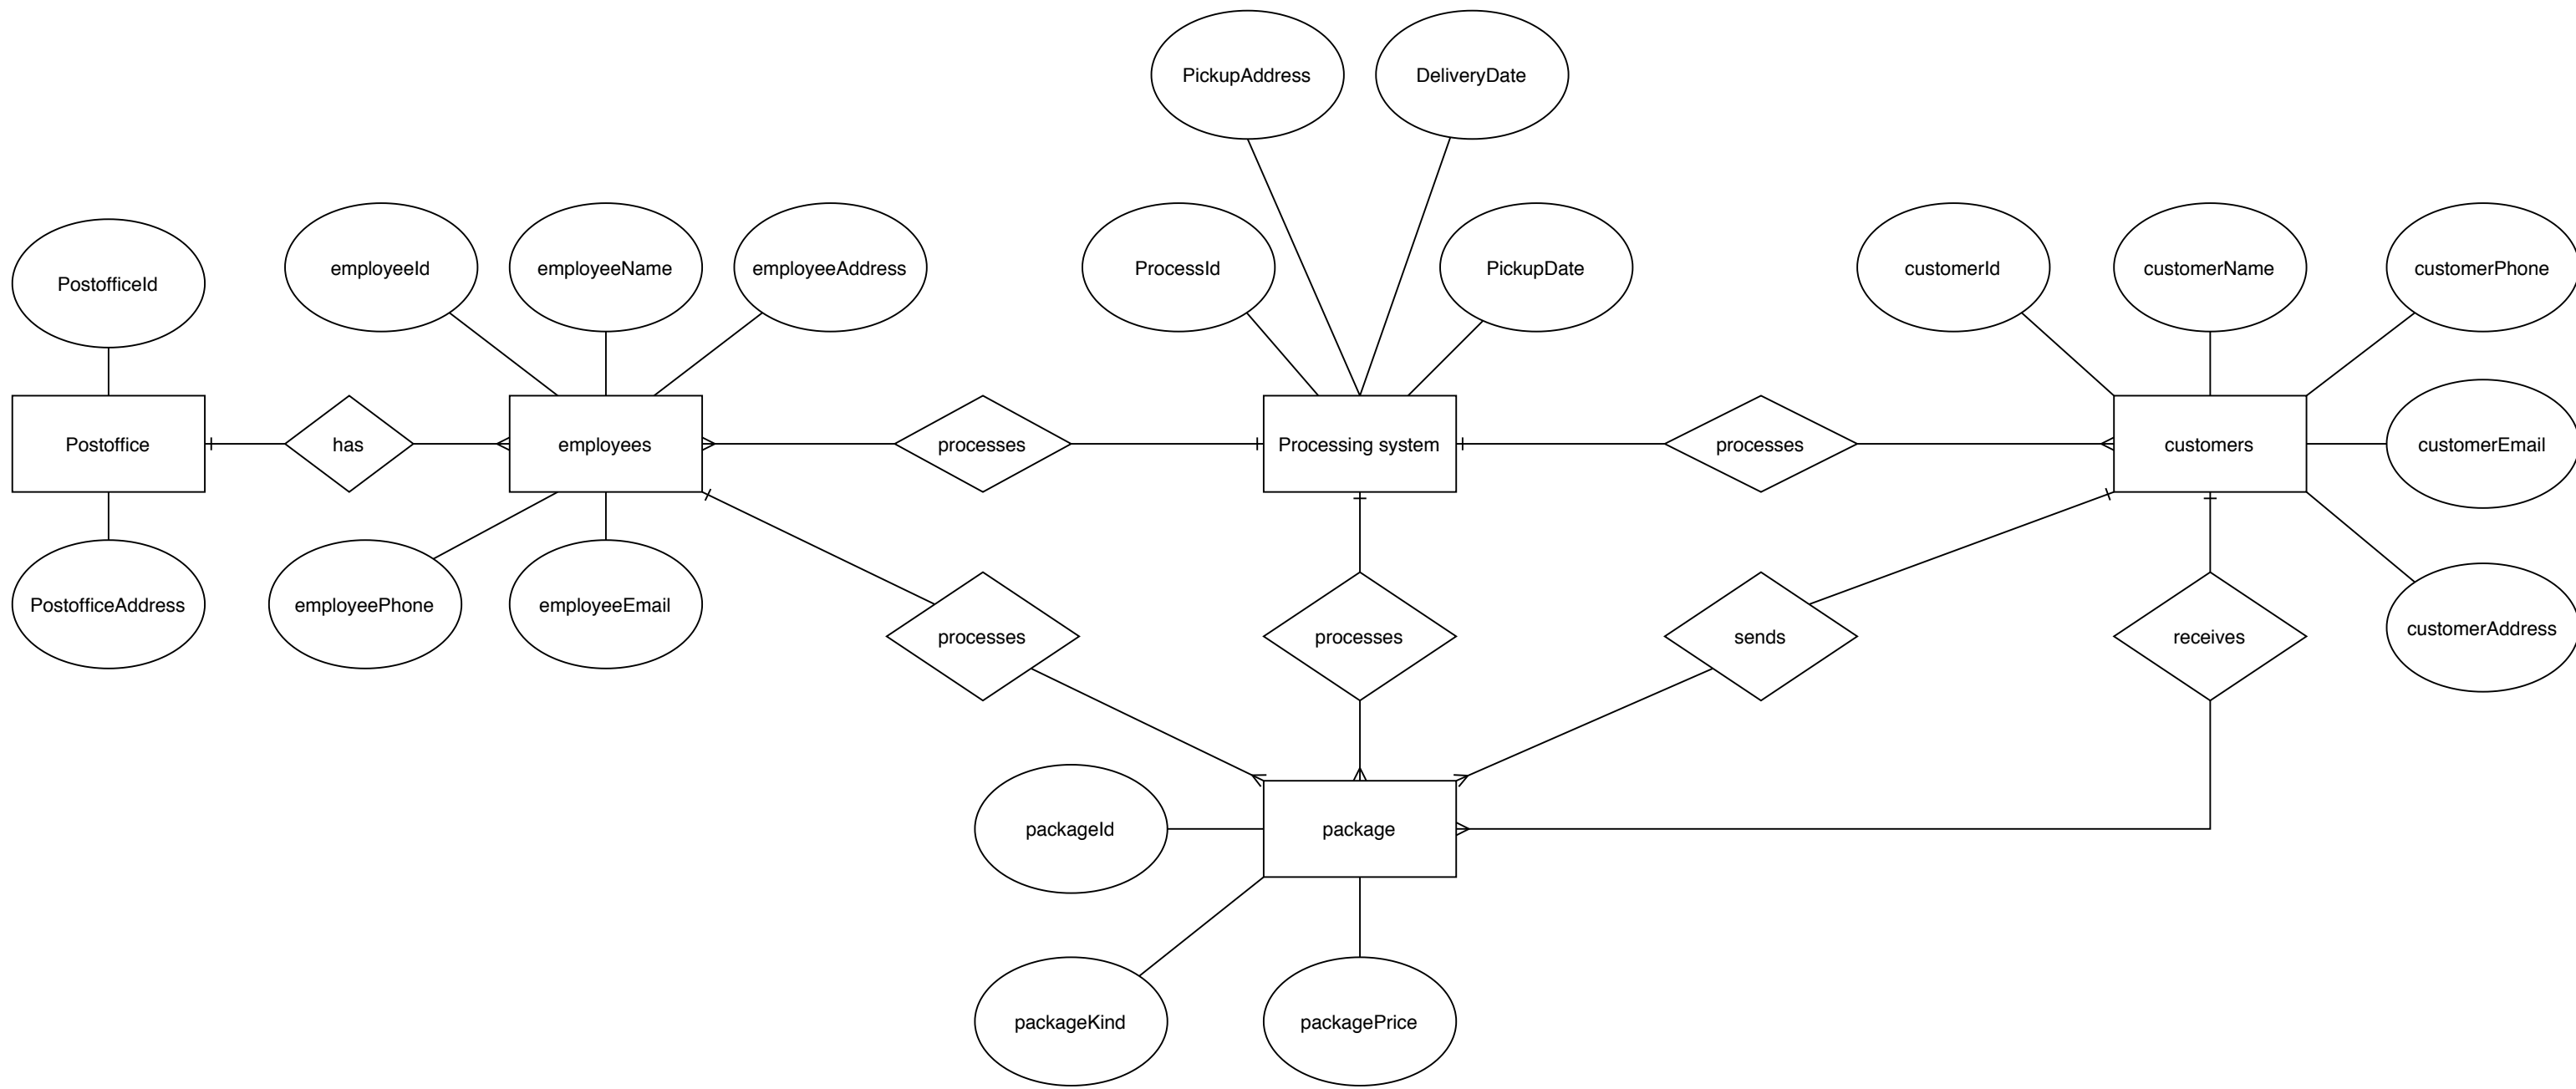 PickupAddress
DeliveryDate
PostofficeId
employeeId
employeeName
employeeAddress
ProcessId
PickupDate
customerId
customerName
customerPhone
Postoffice
has
employees
processes
Processing system
processes
customers
customerEmail
PostofficeAddress
employeePhone
employeeEmail
processes
processes
sends
receives
customerAddress
packageId
package
packageKind
packagePrice